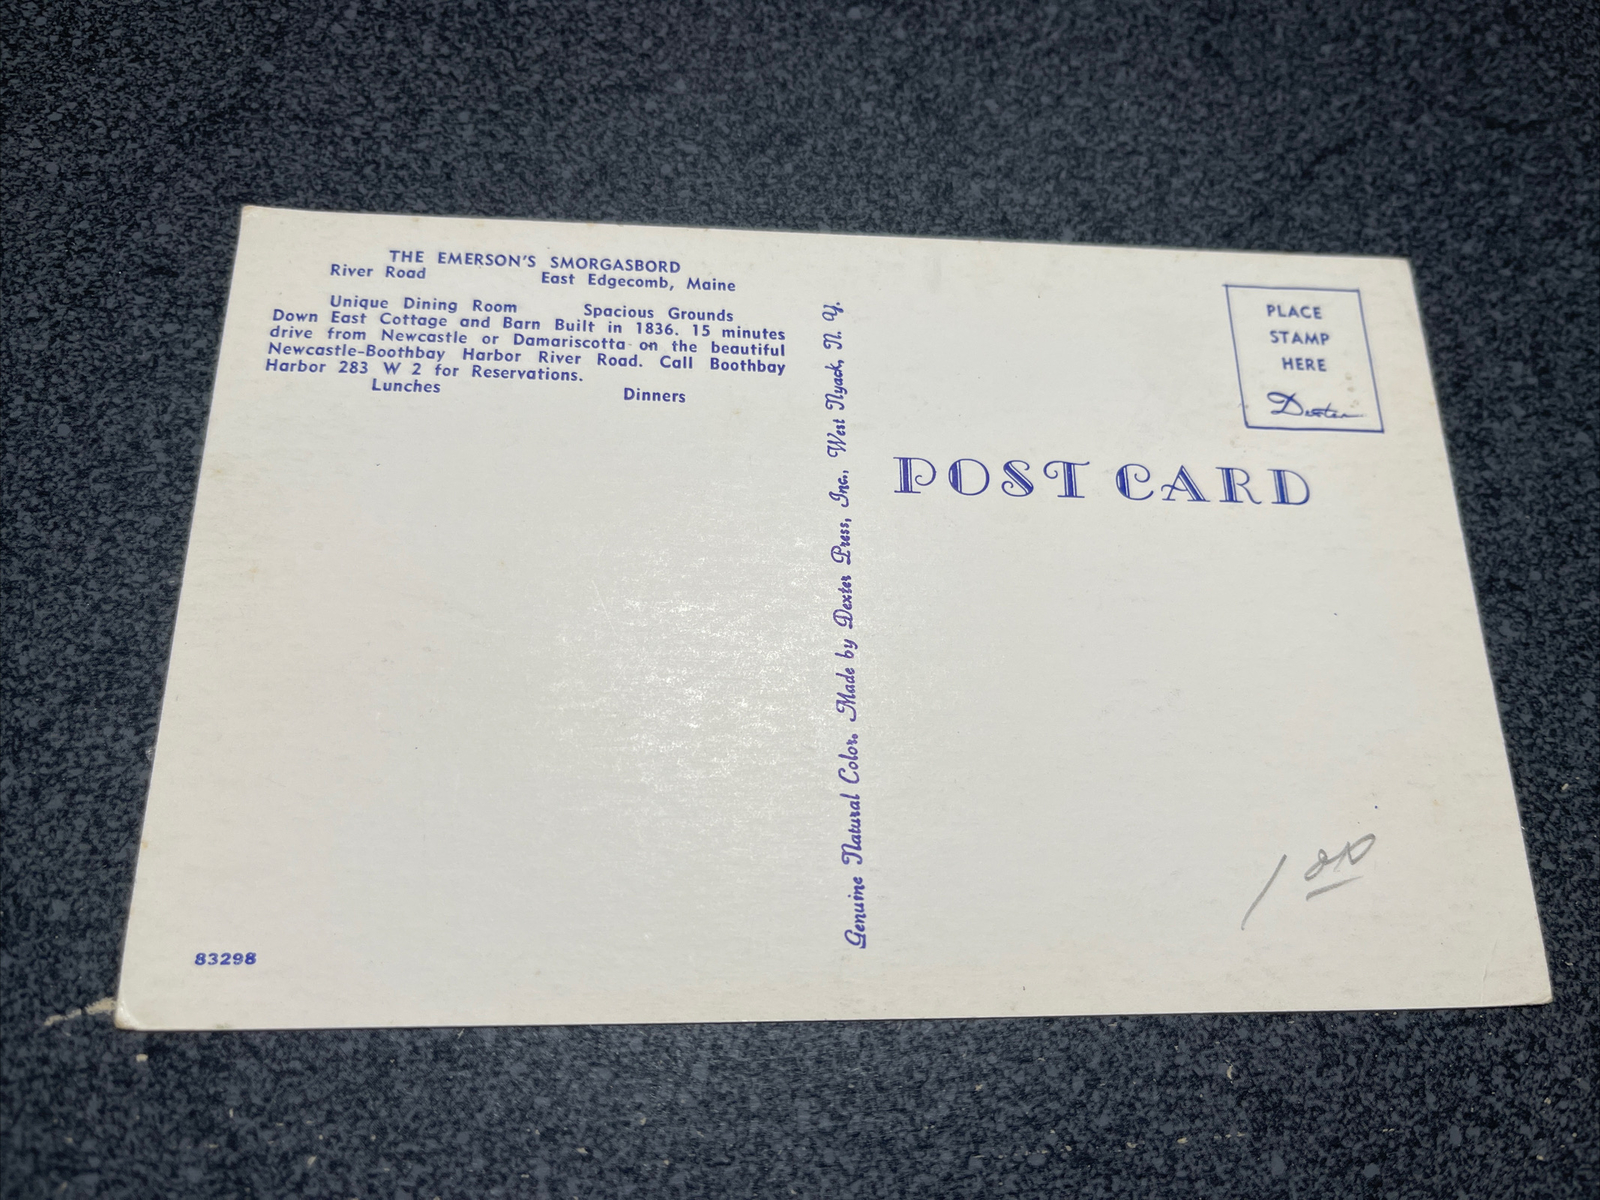 THE EMERSON'S SMORGASBORD
River Road East Edgecomb, Maine
Unique Dining Room Spacious Grounds
Down East Cottage and Barn Built in 1836. 15 minutes
drive from Newcastle or Damariscotta on the beautiful
Newcastle-Boothbay Harbor River Road. Call Boothbay
Harbor 283 W 2 for Reservations.
Lunches Dinners
83298
Genuine Natural Color. Made by Dexter Press, Inc., West Nyack, N. Y.
PLACE
STAMP
HERE
Dexter
POST CARD
1 00